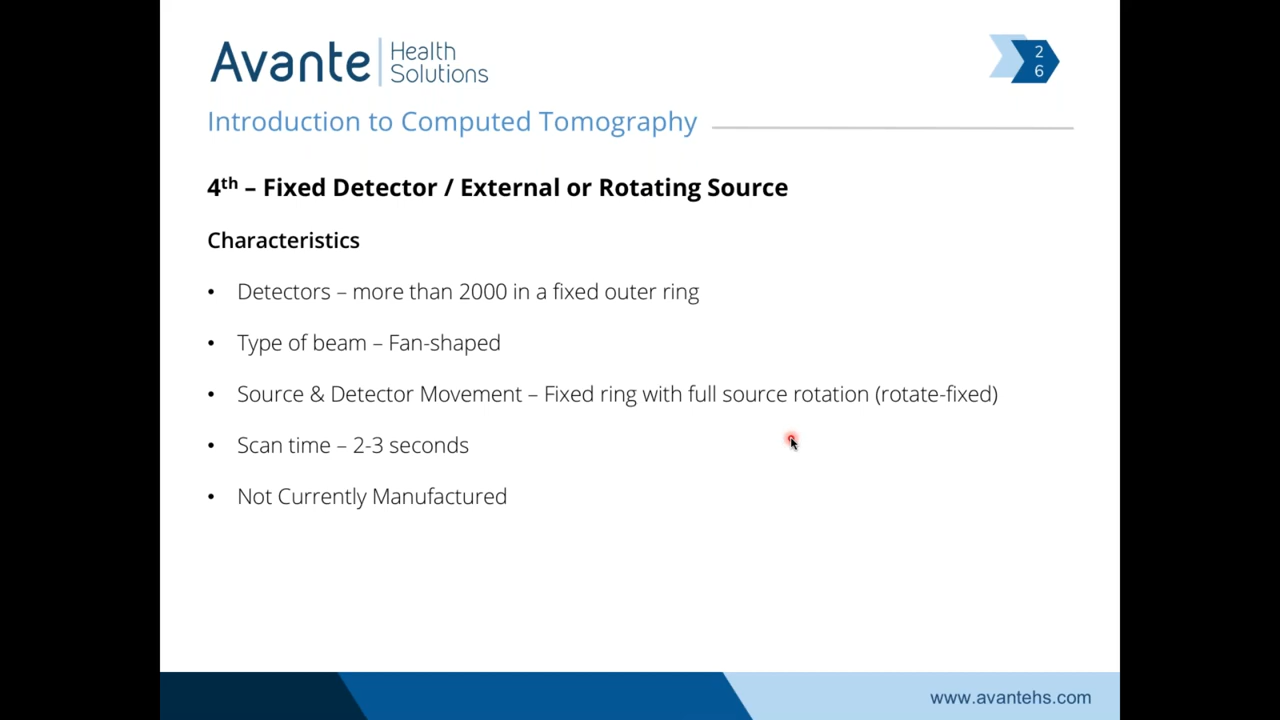 Avante Health Solutions
2
6
Introduction to Computed Tomography
4th – Fixed Detector / External or Rotating Source
Characteristics
• Detectors – more than 2000 in a fixed outer ring
• Type of beam – Fan-shaped
• Source & Detector Movement – Fixed ring with full source rotation (rotate-fixed)
• Scan time – 2-3 seconds
• Not Currently Manufactured
www.avantehs.com